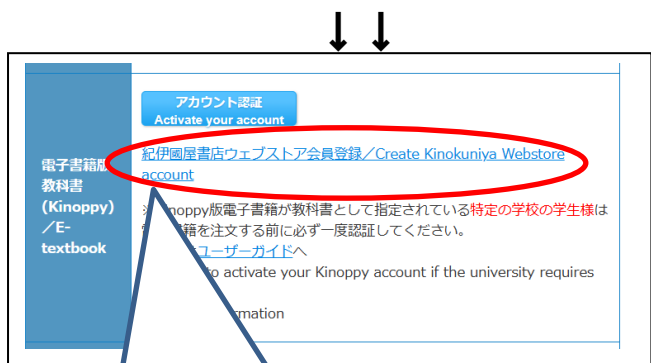 アカウント認証
Activate your account
紀伊國屋書店ウェブストア会員登録／Create Kinokuniya Webstore
account
電子書籍版
教科書
(Kinoppy)
／E-
textbook
noppy版電子書籍が教科書として指定されている特定の学校の学生様は
書籍を注文する前に必ず一度認証してください。
ユーザーガイドへ
to activate your Kinoppy account if the university requires